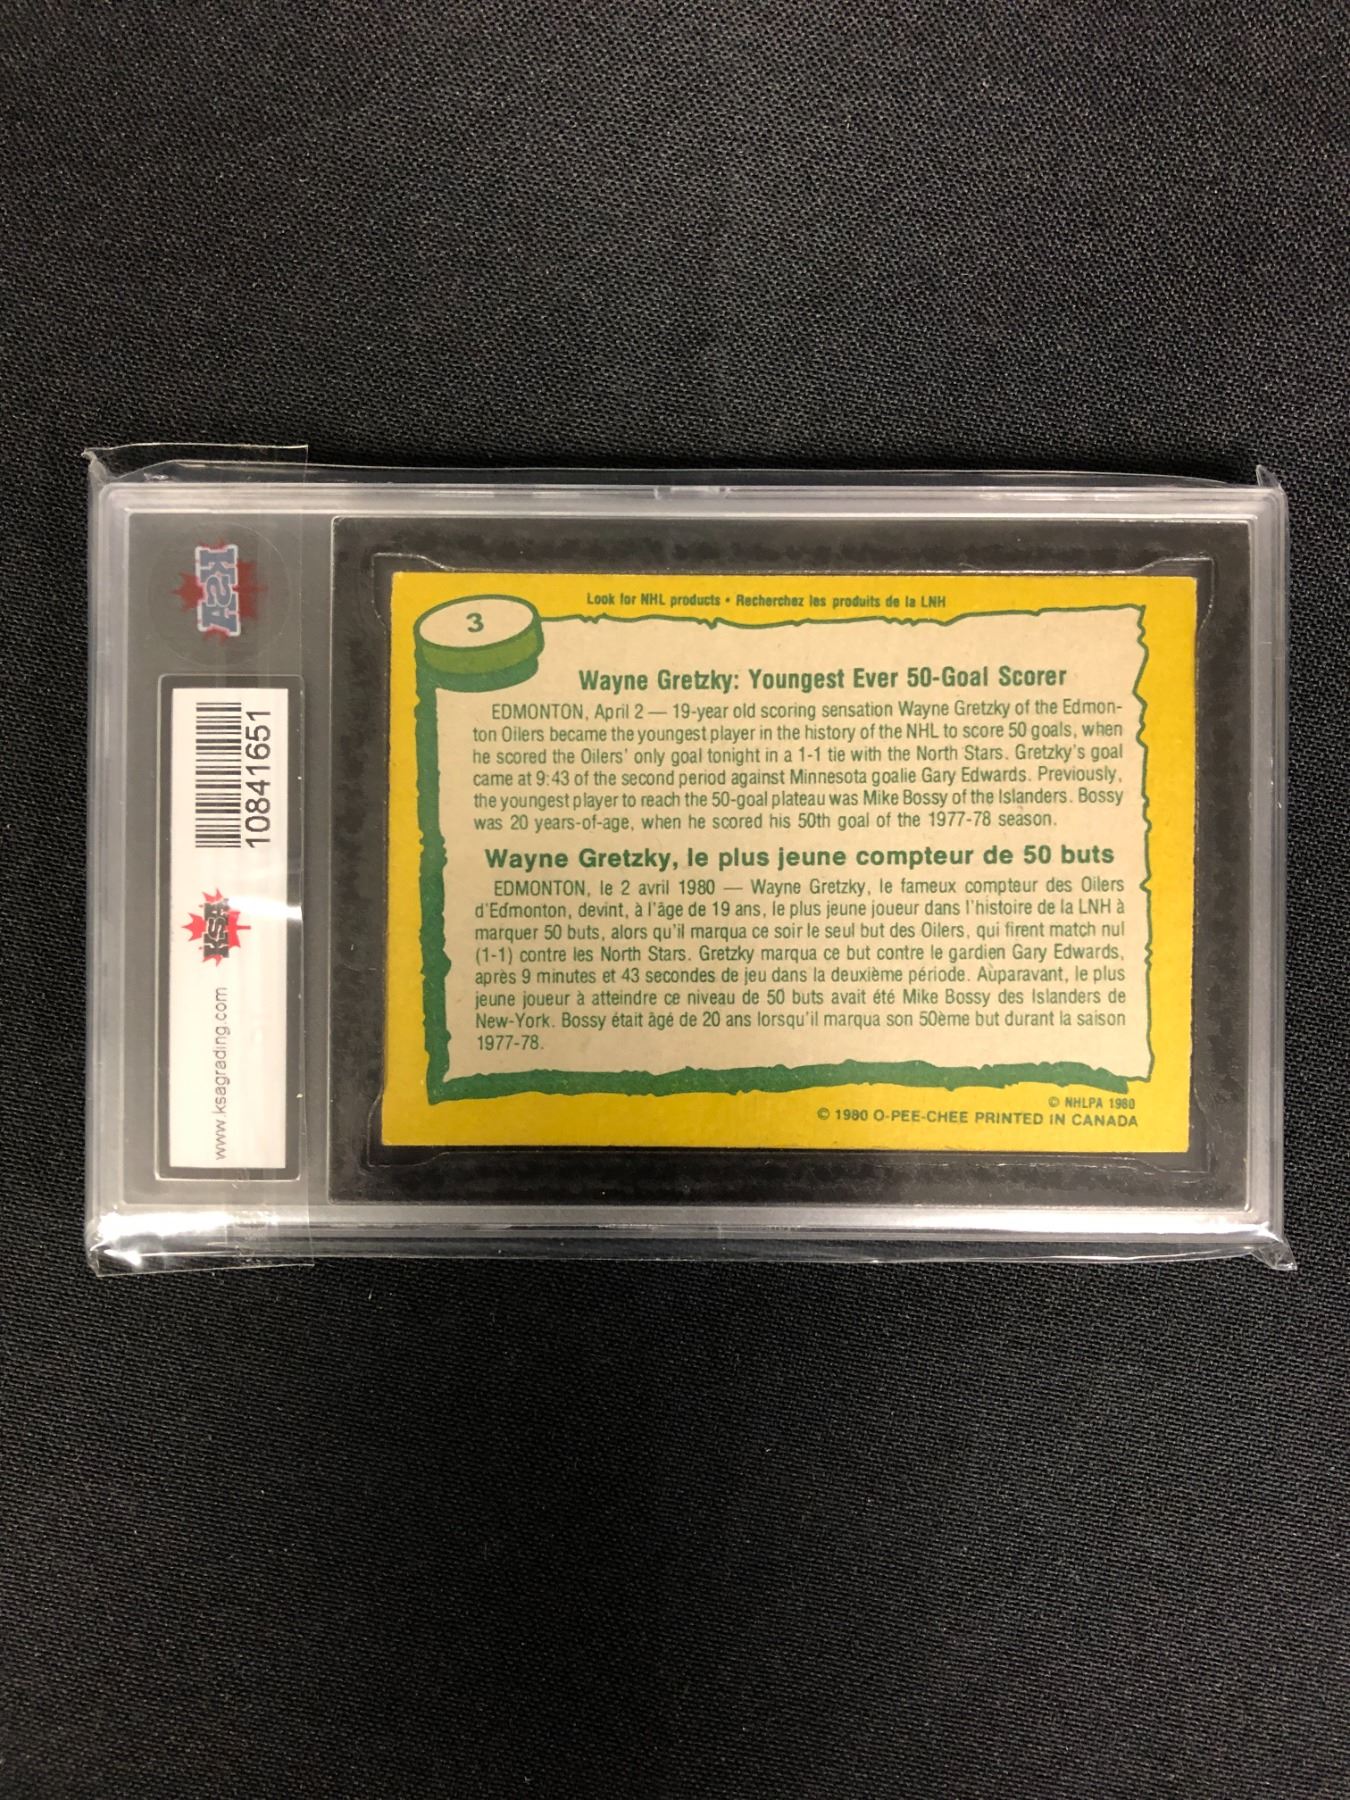 KSA
10841651
KSA
www.ksagrading.com
Look for NHL products • Recherchez les produits de la LNH
3
Wayne Gretzky: Youngest Ever 50-Goal Scorer
EDMONTON, April 2 — 19-year old scoring sensation Wayne Gretzky of the Edmon-
ton Oilers became the youngest player in the history of the NHL to score 50 goals, when
he scored the Oilers' only goal tonight in a 1-1 tie with the North Stars. Gretzky's goal
came at 9:43 of the second period against Minnesota goalie Gary Edwards. Previously,
the youngest player to reach the 50-goal plateau was Mike Bossy of the Islanders. Bossy
was 20 years-of-age, when he scored his 50th goal of the 1977-78 season.
Wayne Gretzky, le plus jeune compteur de 50 buts
EDMONTON, le 2 avril 1980 — Wayne Gretzky, le fameux compteur des Oilers
d'Edmonton, devint, à l'âge de 19 ans, le plus jeune joueur dans l'histoire de la LNH à
marquer 50 buts, alors qu'il marqua ce soir le seul but des Oilers, qui firent match nul
(1-1) contre les North Stars. Gretzky marqua ce but contre le gardien Gary Edwards,
après 9 minutes et 43 secondes de jeu dans la deuxième période. Auparavant, le plus
jeune joueur à atteindre ce niveau de 50 buts avait été Mike Bossy des Islanders de
New-York. Bossy était âgé de 20 ans lorsqu'il marqua son 50ème but durant la saison
1977-78.
© NHLPA 1980
© 1980 O-PEE-CHEE PRINTED IN CANADA